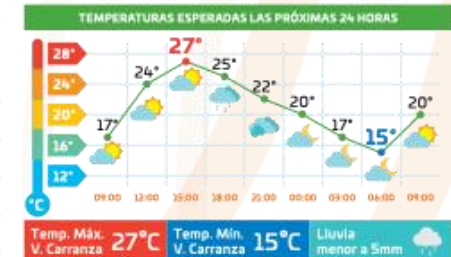 TEMPERATURAS ESPERADAS LAS PRÓXIMAS 24 HORAS
28°
24°
20°
16°
12°
°C
17°
24°
27°
25°
22°
20°
17°
15°
20°
09:00 12:00 15:00 18:00 21:00 00:00 03:00 06:00 09:00
Temp. Máx. V. Carranza 27°C
Temp. Mín. V. Carranza 15°C
Lluvia menor a 5mm